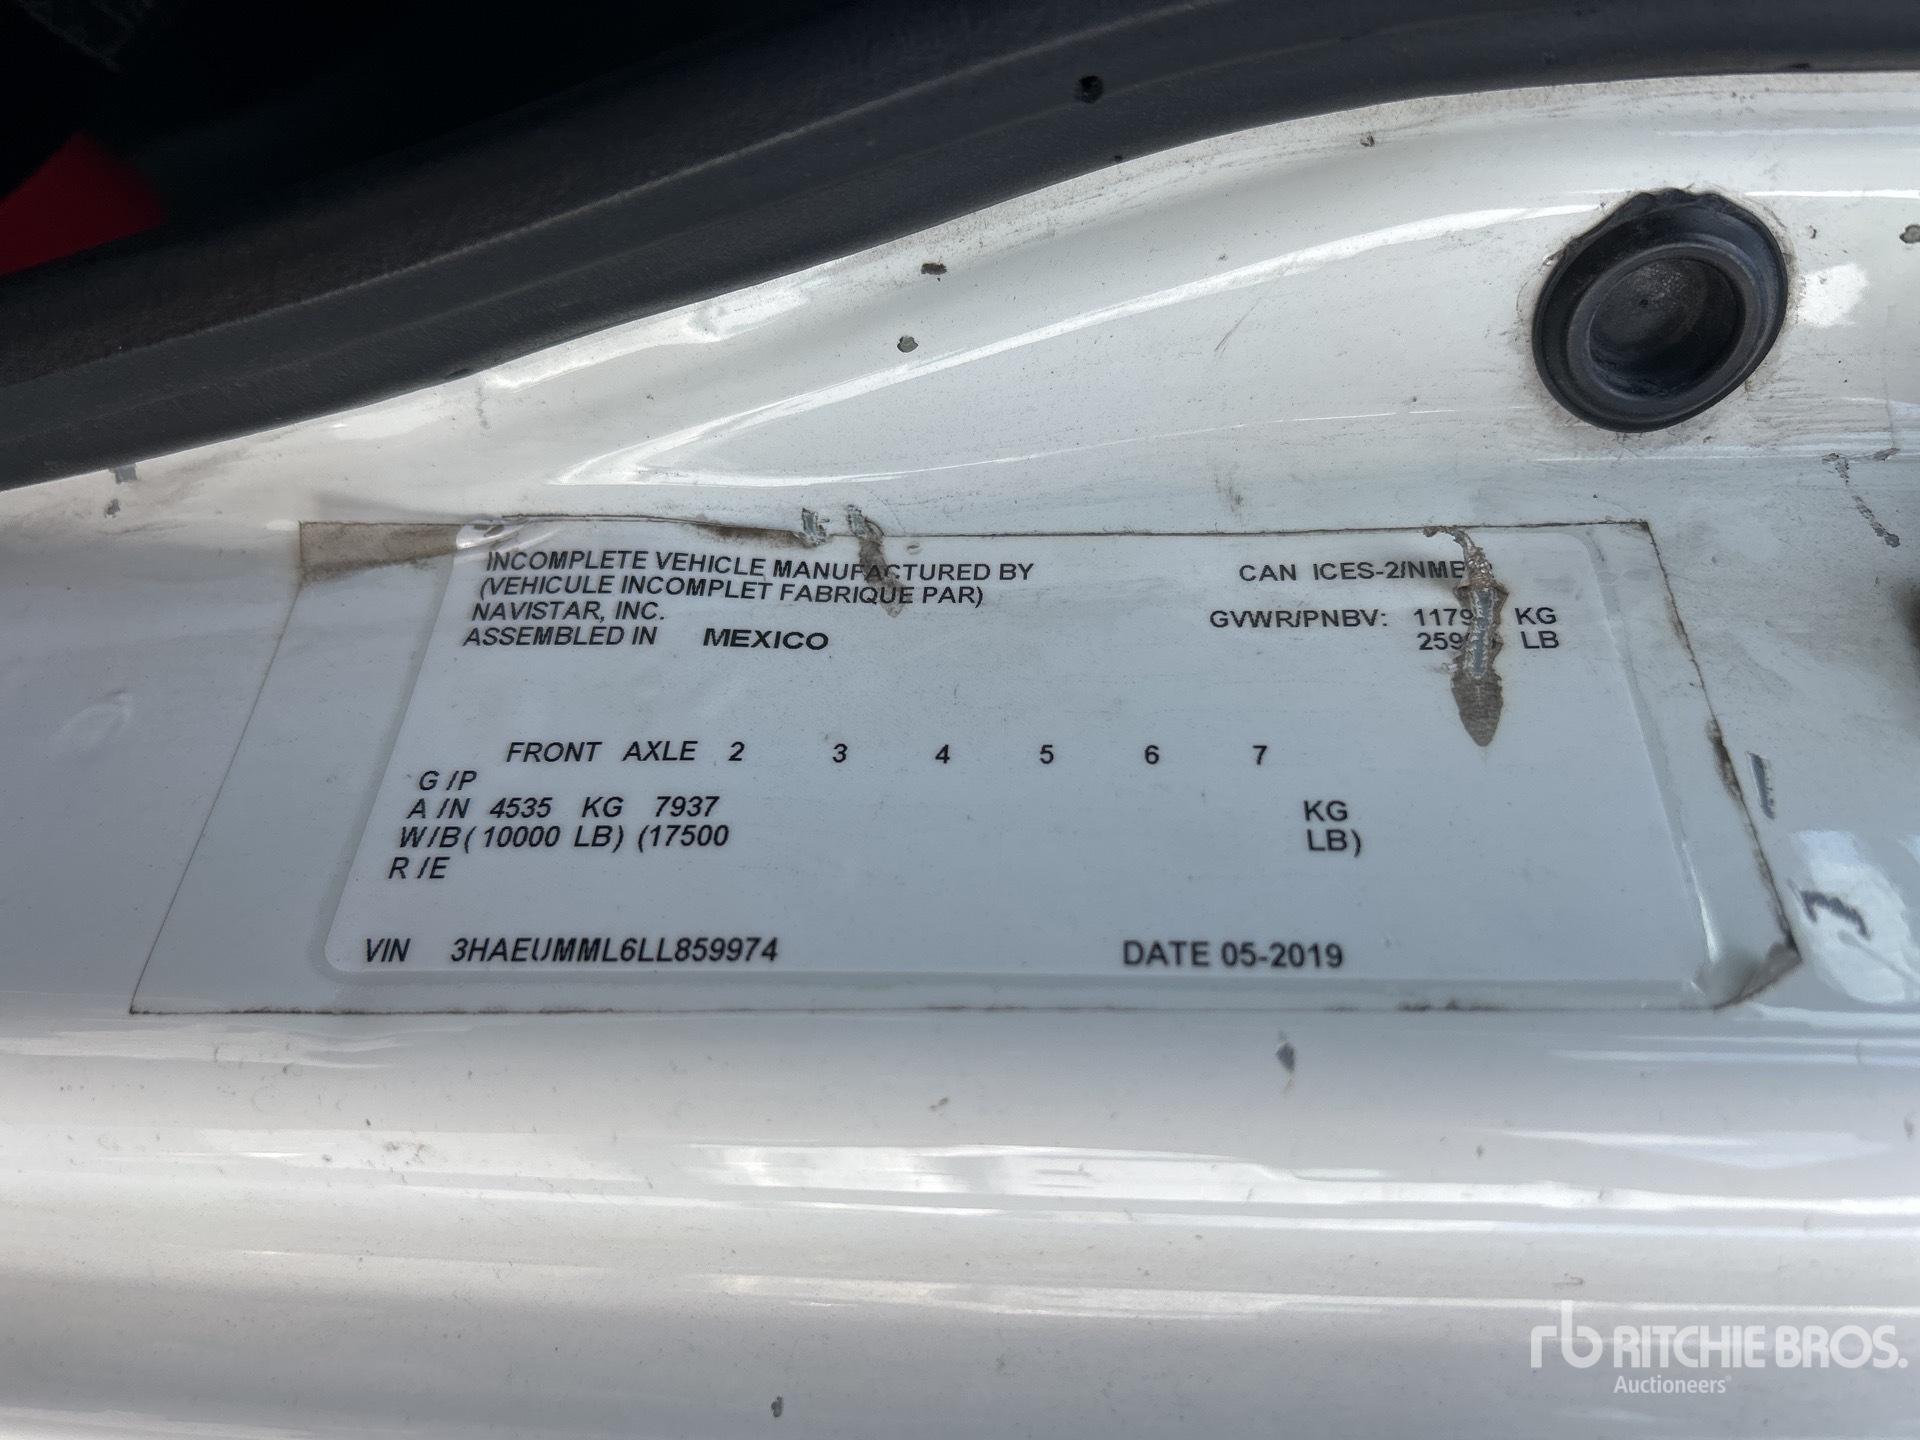 INCOMPLETE VEHICLE MANUFACTURED BY
(VEHICULE INCOMPLET FABRIQUE PAR)
NAVISTAR, INC.
ASSEMBLED IN MEXICO
CAN ICES-2/NMB-2
GVWR/PNBV: KG
LB
FRONT AXLE 2 3 4 5 6 7
G /P
A /N 4535 KG 7937 KG
W/B (10000 LB) (17500 LB)
R /E
VIN 3HAEUMML6LL859974 DATE 05-2019
rb RITCHIE BROS.
Auctioneers